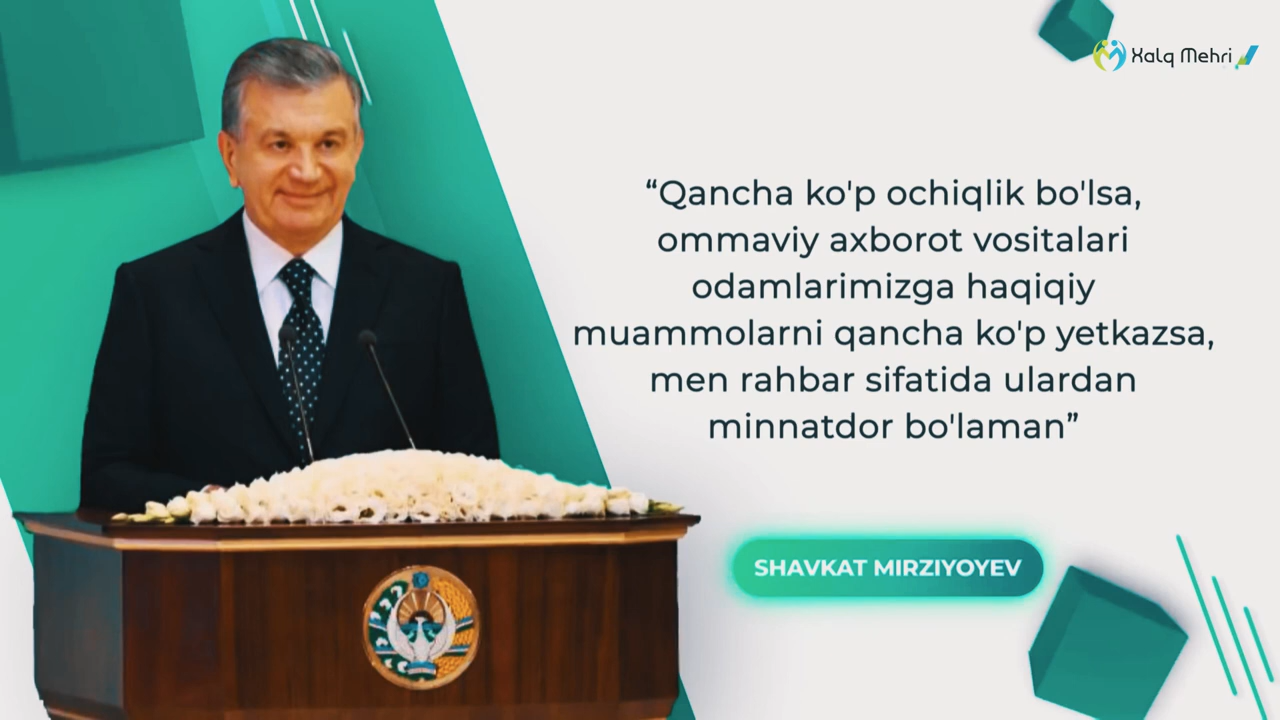 Xalq Mehri
“Qancha ko'p ochiqlik bo'lsa,
ommaviy axborot vositalari
odamlarimizga haqiqiy
muammolarni qancha ko'p yetkazsa,
men rahbar sifatida ulardan
minnatdor bo'laman”
SHAVKAT MIRZIYOYEV